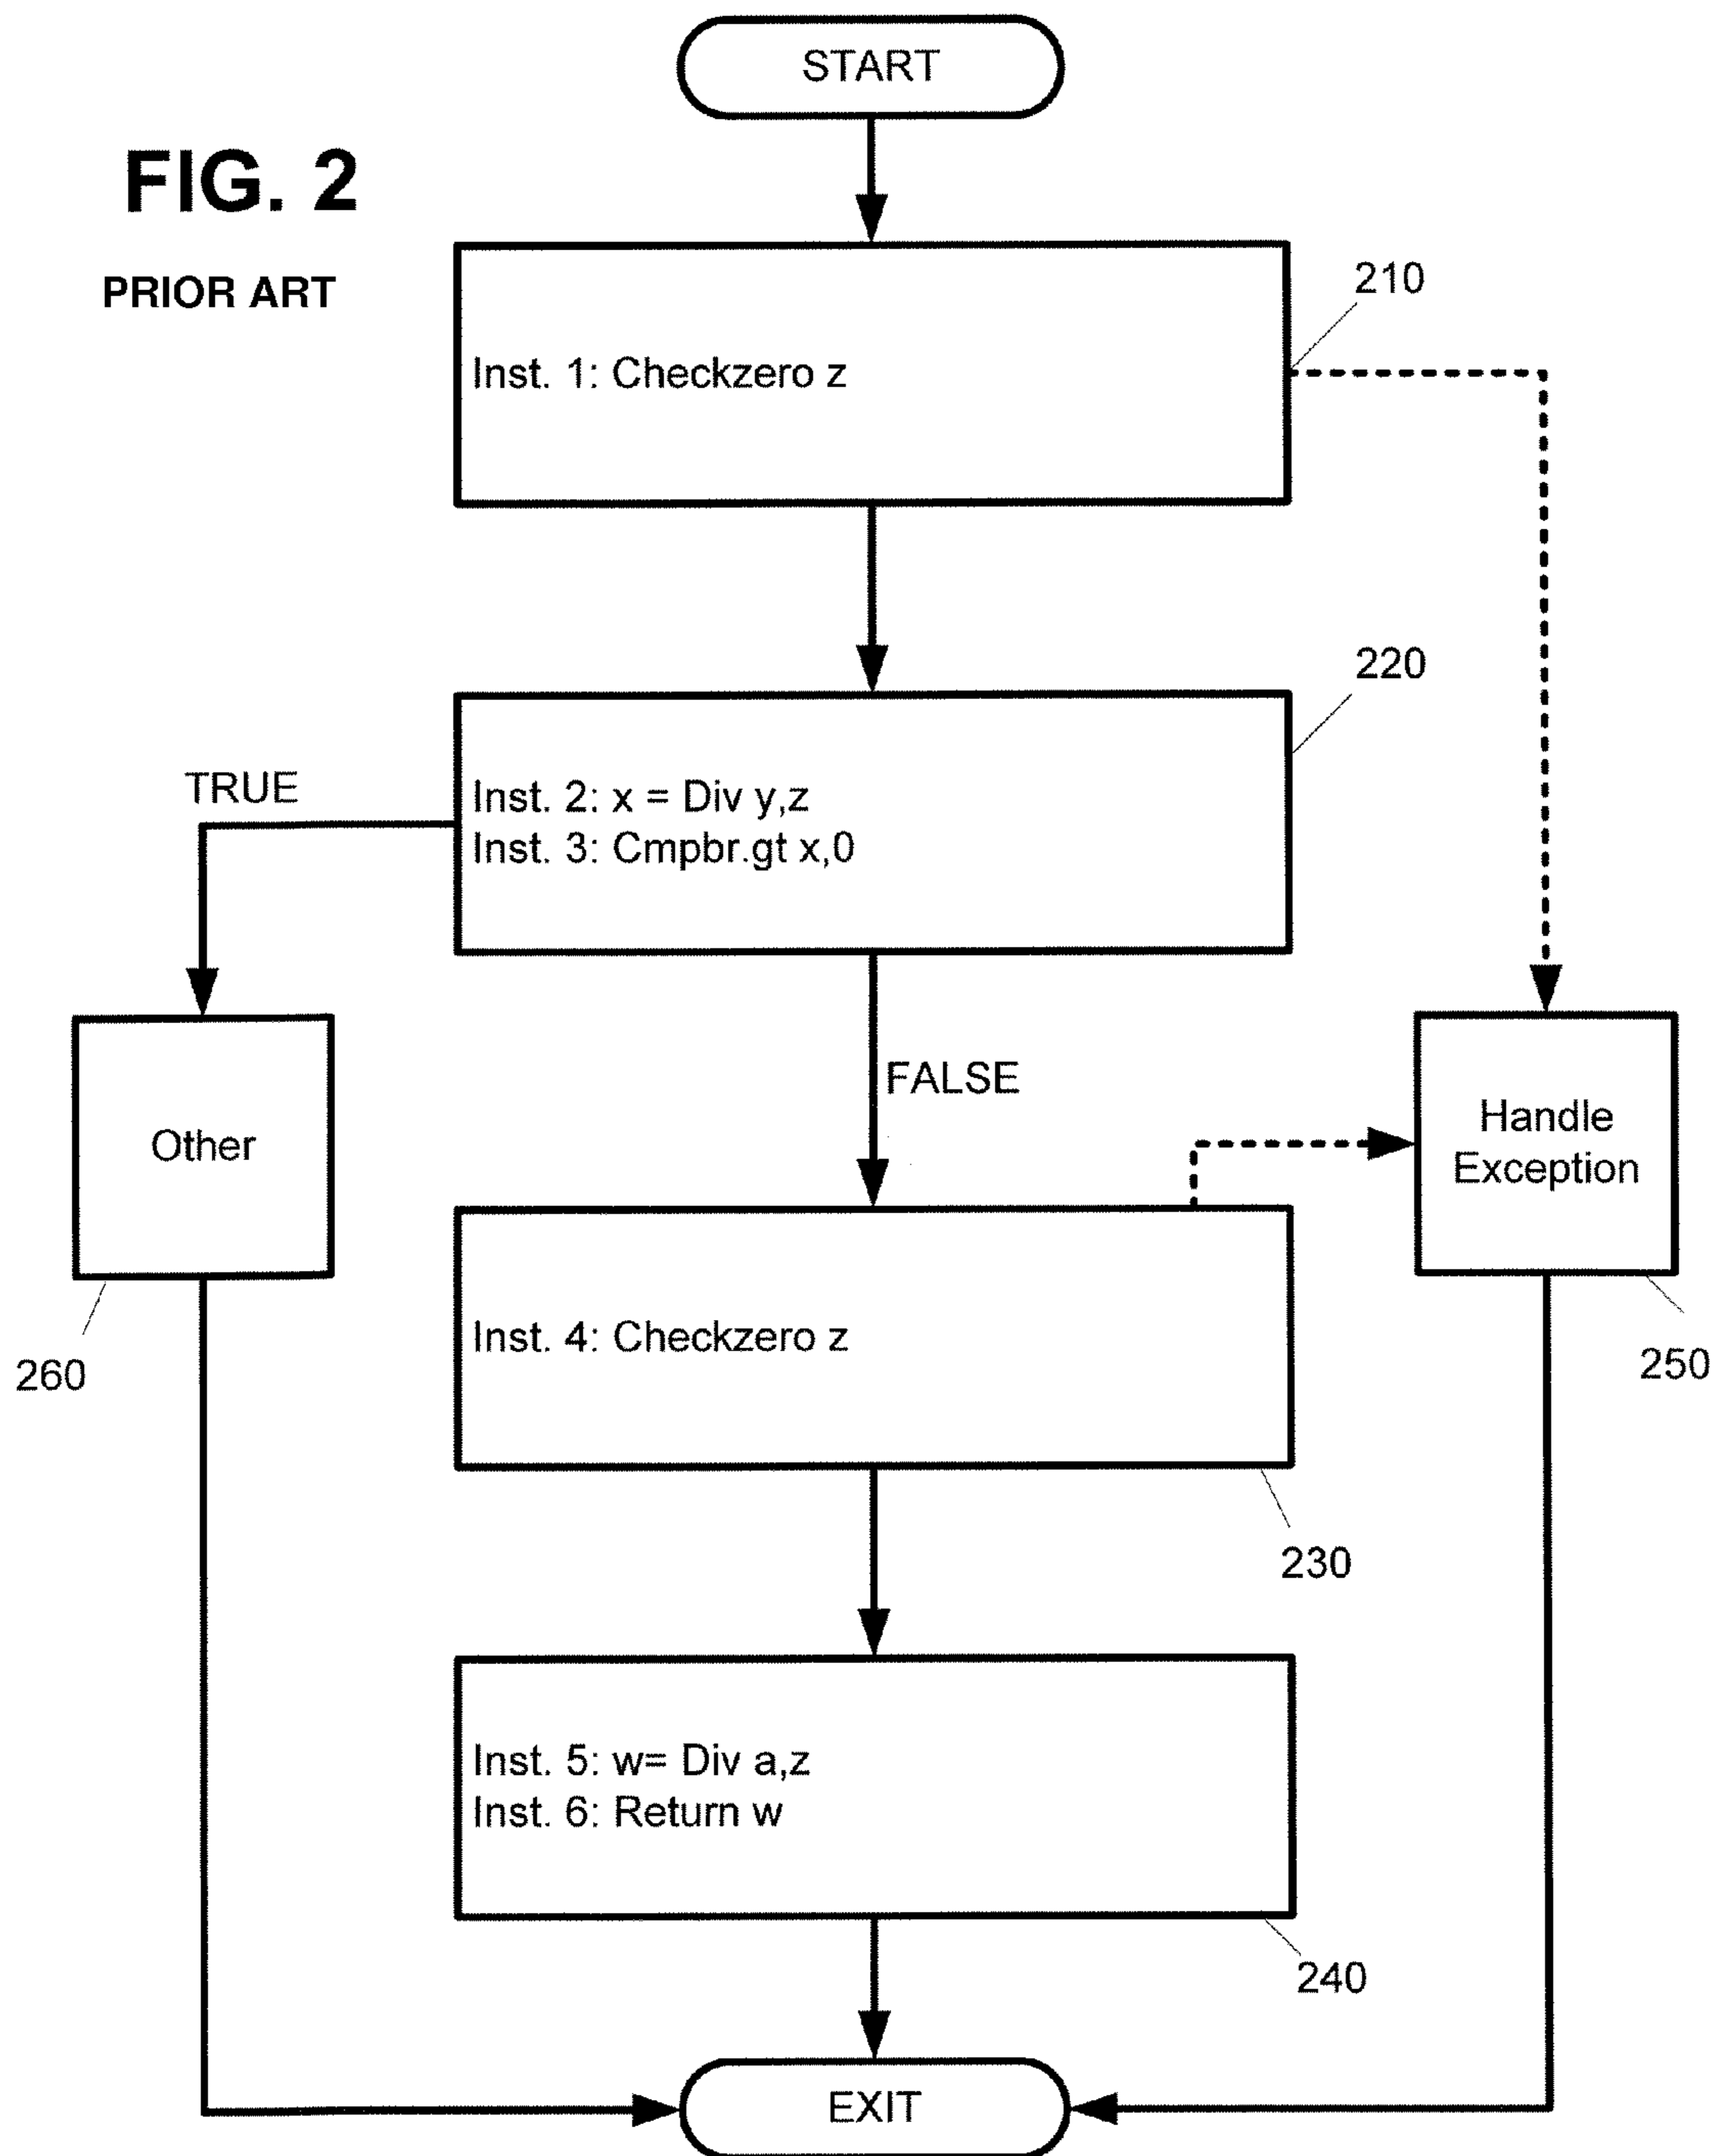 START
FIG. 2
PRIOR ART
210
Inst. 1: Checkzero z
220
TRUE
Inst. 2: x = Div y,z
Inst. 3: Cmpbr.gt x,0
FALSE
Other
Handle
Exception
260
Inst. 4: Checkzero z
250
230
Inst. 5: w= Div a,z
Inst. 6: Return w
240
EXIT